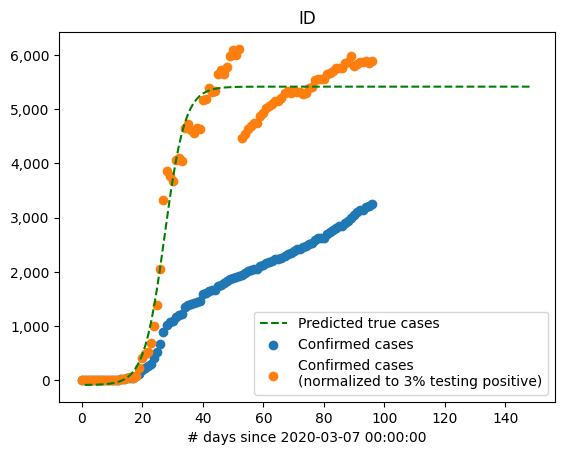 ID
6,000
5,000
4,000
3,000
2,000
1,000
0
Predicted true cases
Confirmed cases
Confirmed cases
(normalized to 3% testing positive)
0 20 40 60 80 100 120 140
# days since 2020-03-07 00:00:00